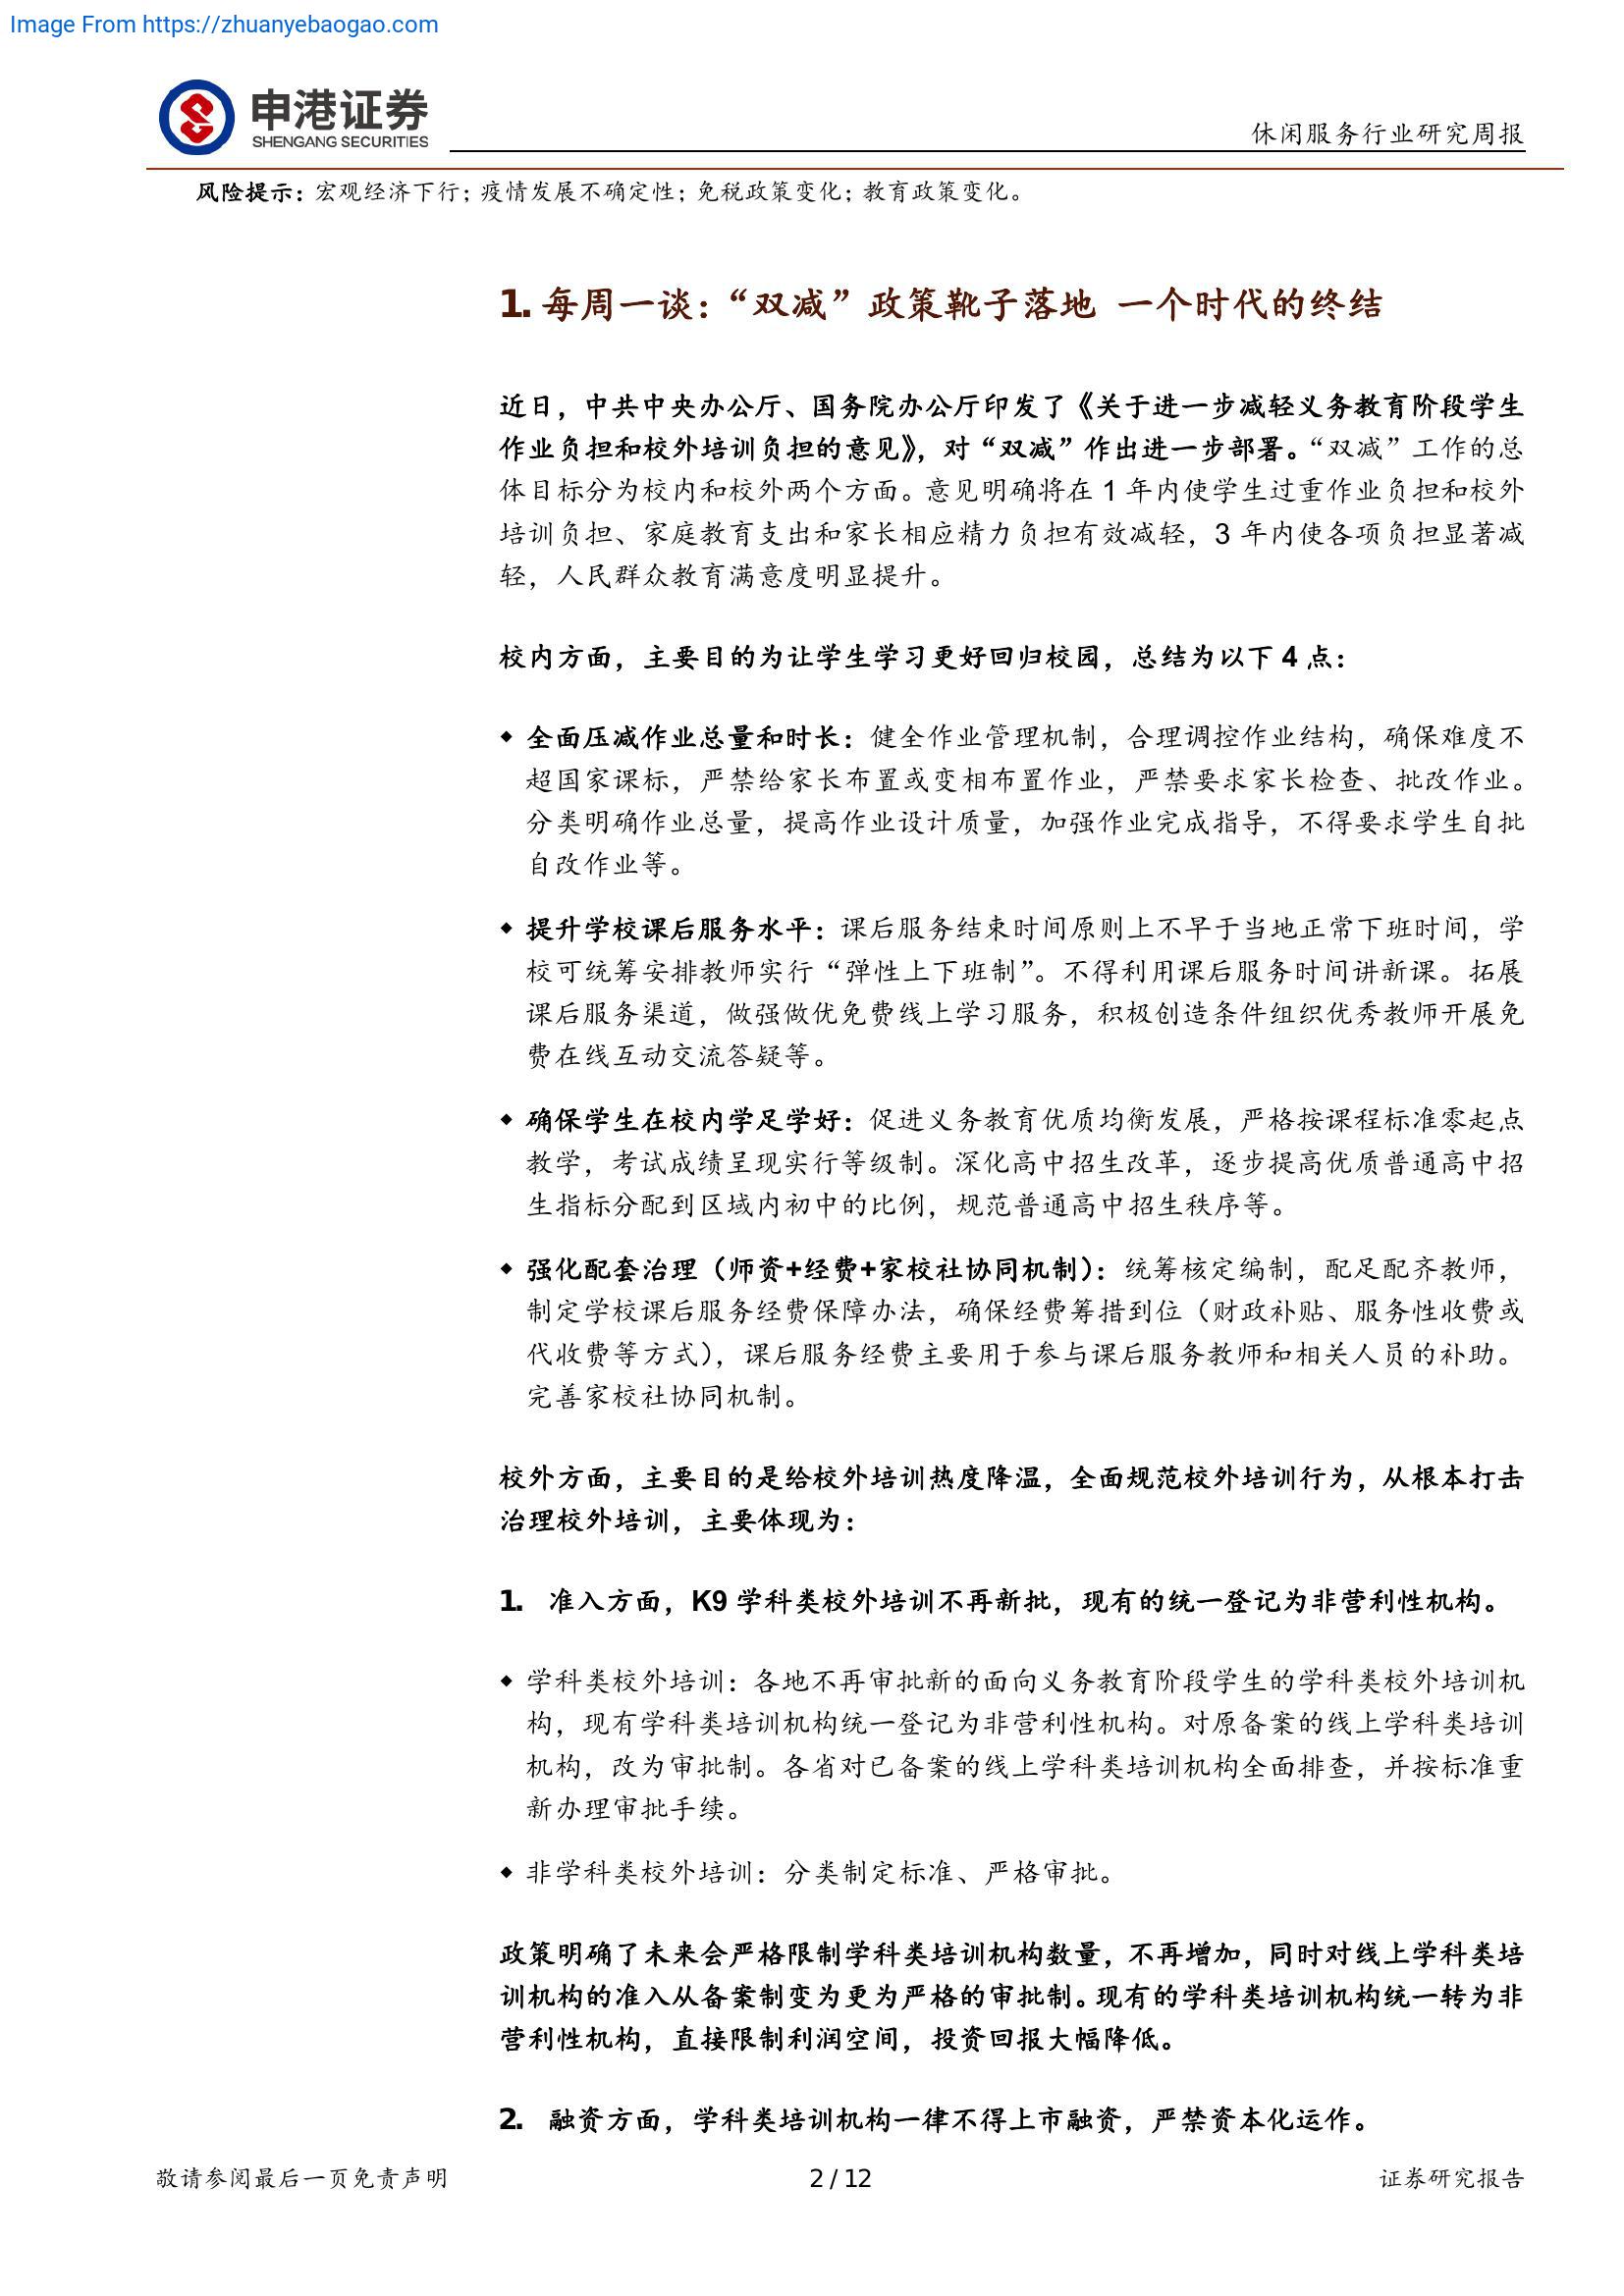 Image From https://zhuanyebaogao.com
申港证券
SHENGANG SECURITIES
休闲服务行业研究周报
风险提示：宏观经济下行；疫情发展不确定性；免税政策变化；教育政策变化。
1. 每周一谈：“双减”政策靴子落地 一个时代的终结
近日，中共中央办公厅、国务院办公厅印发了《关于进一步减轻义务教育阶段学生
作业负担和校外培训负担的意见》，对“双减”作出进一步部署。“双减”工作的总
体目标分为校内和校外两个方面。意见明确将在 1 年内使学生过重作业负担和校外
培训负担、家庭教育支出和家长相应精力负担有效减轻，3 年内使各项负担显著减
轻，人民群众教育满意度明显提升。
校内方面，主要目的为让学生学习更好回归校园，总结为以下 4 点：
◆ 全面压减作业总量和时长：健全作业管理机制，合理调控作业结构，确保难度不
超国家课标，严禁给家长布置或变相布置作业，严禁要求家长检查、批改作业。
分类明确作业总量，提高作业设计质量，加强作业完成指导，不得要求学生自批
自改作业等。
◆ 提升学校课后服务水平：课后服务结束时间原则上不早于当地正常下班时间，学
校可统筹安排教师实行“弹性上下班制”。不得利用课后服务时间讲新课。拓展
课后服务渠道，做强做优免费线上学习服务，积极创造条件组织优秀教师开展免
费在线互动交流答疑等。
◆ 确保学生在校内学足学好：促进义务教育优质均衡发展，严格按课程标准零起点
教学，考试成绩呈现实行等级制。深化高中招生改革，逐步提高优质普通高中招
生指标分配到区域内初中的比例，规范普通高中招生秩序等。
◆ 强化配套治理（师资+经费+家校社协同机制）：统筹核定编制，配足配齐教师，
制定学校课后服务经费保障办法，确保经费筹措到位（财政补贴、服务性收费或
代收费等方式），课后服务经费主要用于参与课后服务教师和相关人员的补助。
完善家校社协同机制。
校外方面，主要目的是给校外培训热度降温，全面规范校外培训行为，从根本打击
治理校外培训，主要体现为：
1. 准入方面，K9 学科类校外培训不再新批，现有的统一登记为非营利性机构。
◆ 学科类校外培训：各地不再审批新的面向义务教育阶段学生的学科类校外培训机
构，现有学科类培训机构统一登记为非营利性机构。对原备案的线上学科类培训
机构，改为审批制。各省对已备案的线上学科类培训机构全面排查，并按标准重
新办理审批手续。
◆ 非学科类校外培训：分类制定标准、严格审批。
政策明确了未来会严格限制学科类培训机构数量，不再增加，同时对线上学科类培
训机构的准入从备案制变为更为严格的审批制。现有的学科类培训机构统一转为非
营利性机构，直接限制利润空间，投资回报大幅降低。
2. 融资方面，学科类培训机构一律不得上市融资，严禁资本化运作。
敬请参阅最后一页免责声明
2 / 12
证券研究报告